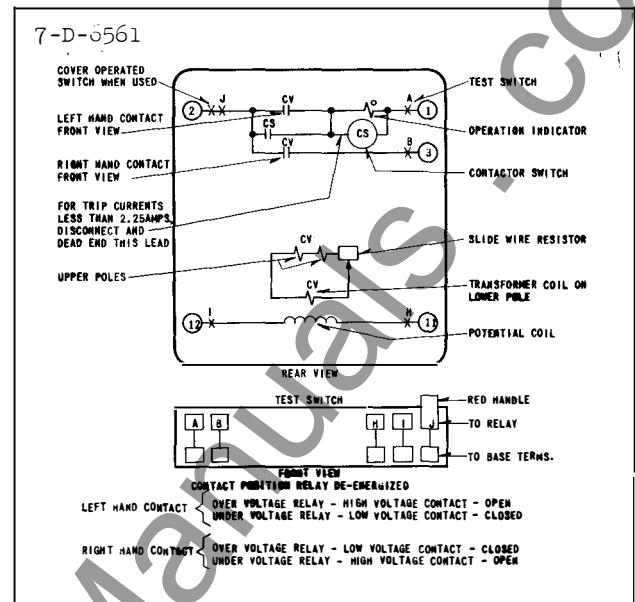 7-D-6561
COVER OPERATED
SWITCH WHEN USED
TEST SWITCH
J
CV
A
2
1
LEFT HAND CONTACT
FRONT VIEW
CS
CS
OPERATION INDICATOR
CV
B
3
RIGHT HAND CONTACT
FRONT VIEW
CONTACTOR SWITCH
FOR TRIP CURRENTS
LESS THAN 2.25AMPS,
DISCONNECT AND
DEAD END THIS LEAD
CV
SLIDE WIRE RESISTOR
UPPER POLES
CV
TRANSFORMER COIL ON
LOWER POLE
I
H
12
11
POTENTIAL COIL
REAR VIEW
TEST SWITCH
RED HANDLE
A B H I J
TO RELAY
TO BASE TERMS.
FRONT VIEW
CONTACT POSITION RELAY DE-ENERGIZED
LEFT HAND CONTACT
OVER VOLTAGE RELAY - HIGH VOLTAGE CONTACT - OPEN
UNDER VOLTAGE RELAY - LOW VOLTAGE CONTACT - CLOSED
RIGHT HAND CONTACT
OVER VOLTAGE RELAY - LOW VOLTAGE CONTACT - CLOSED
UNDER VOLTAGE RELAY - HIGH VOLTAGE CONTACT - OPEN